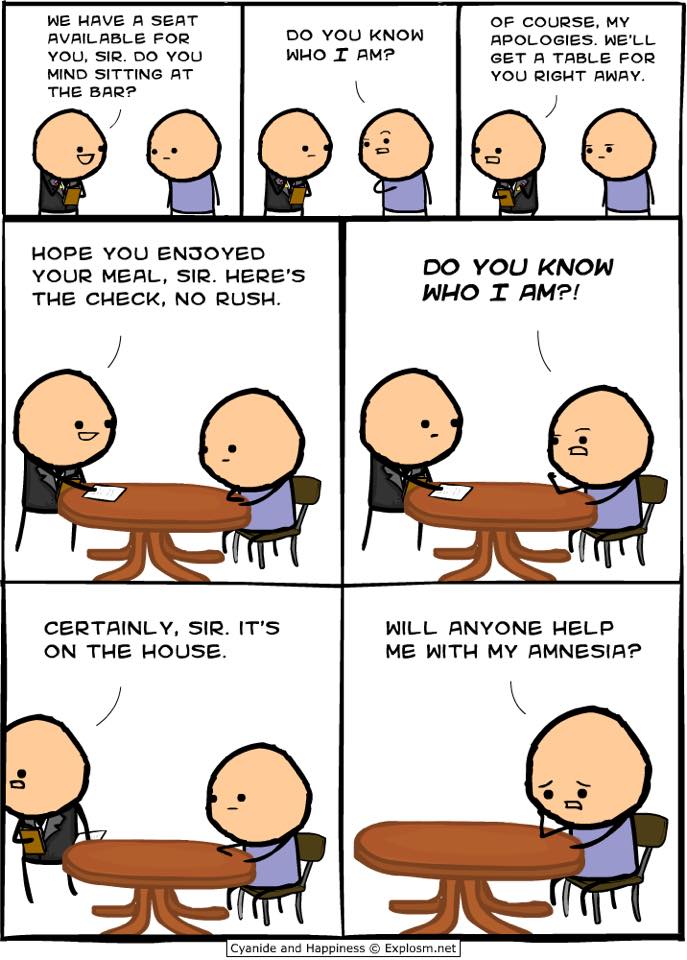 WE HAVE A SEAT
AVAILABLE FOR
YOU, SIR. DO YOU
MIND SITTING AT
THE BAR?
DO YOU KNOW
WHO I AM?
OF COURSE, MY
APOLOGIES. WE'LL
GET A TABLE FOR
YOU RIGHT AWAY.
HOPE YOU ENJOYED
YOUR MEAL, SIR. HERE'S
THE CHECK, NO RUSH.
DO YOU KNOW
WHO I AM?!
CERTAINLY, SIR. IT'S
ON THE HOUSE.
WILL ANYONE HELP
ME WITH MY AMNESIA?
Cyanide and Happiness © Explosm.net